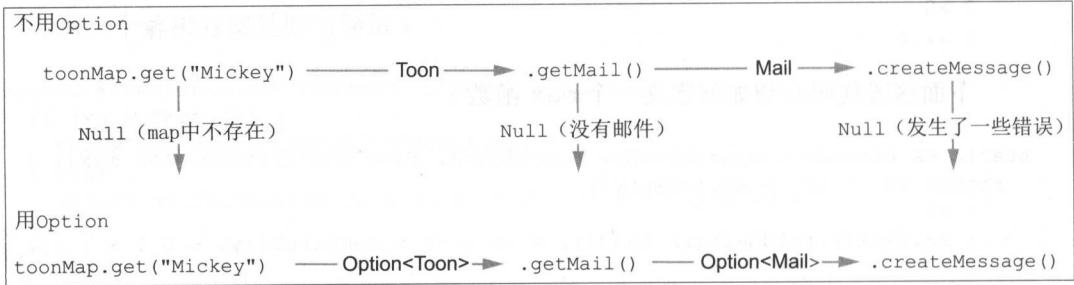 不用Option
toonMap.get("Mickey") Toon .getMail() Mail .createMessage()
Null（map中不存在） Null（没有邮件） Null（发生了一些错误）
用Option
toonMap.get("Mickey") Option<Toon> .getMail() Option<Mail> .createMessage()